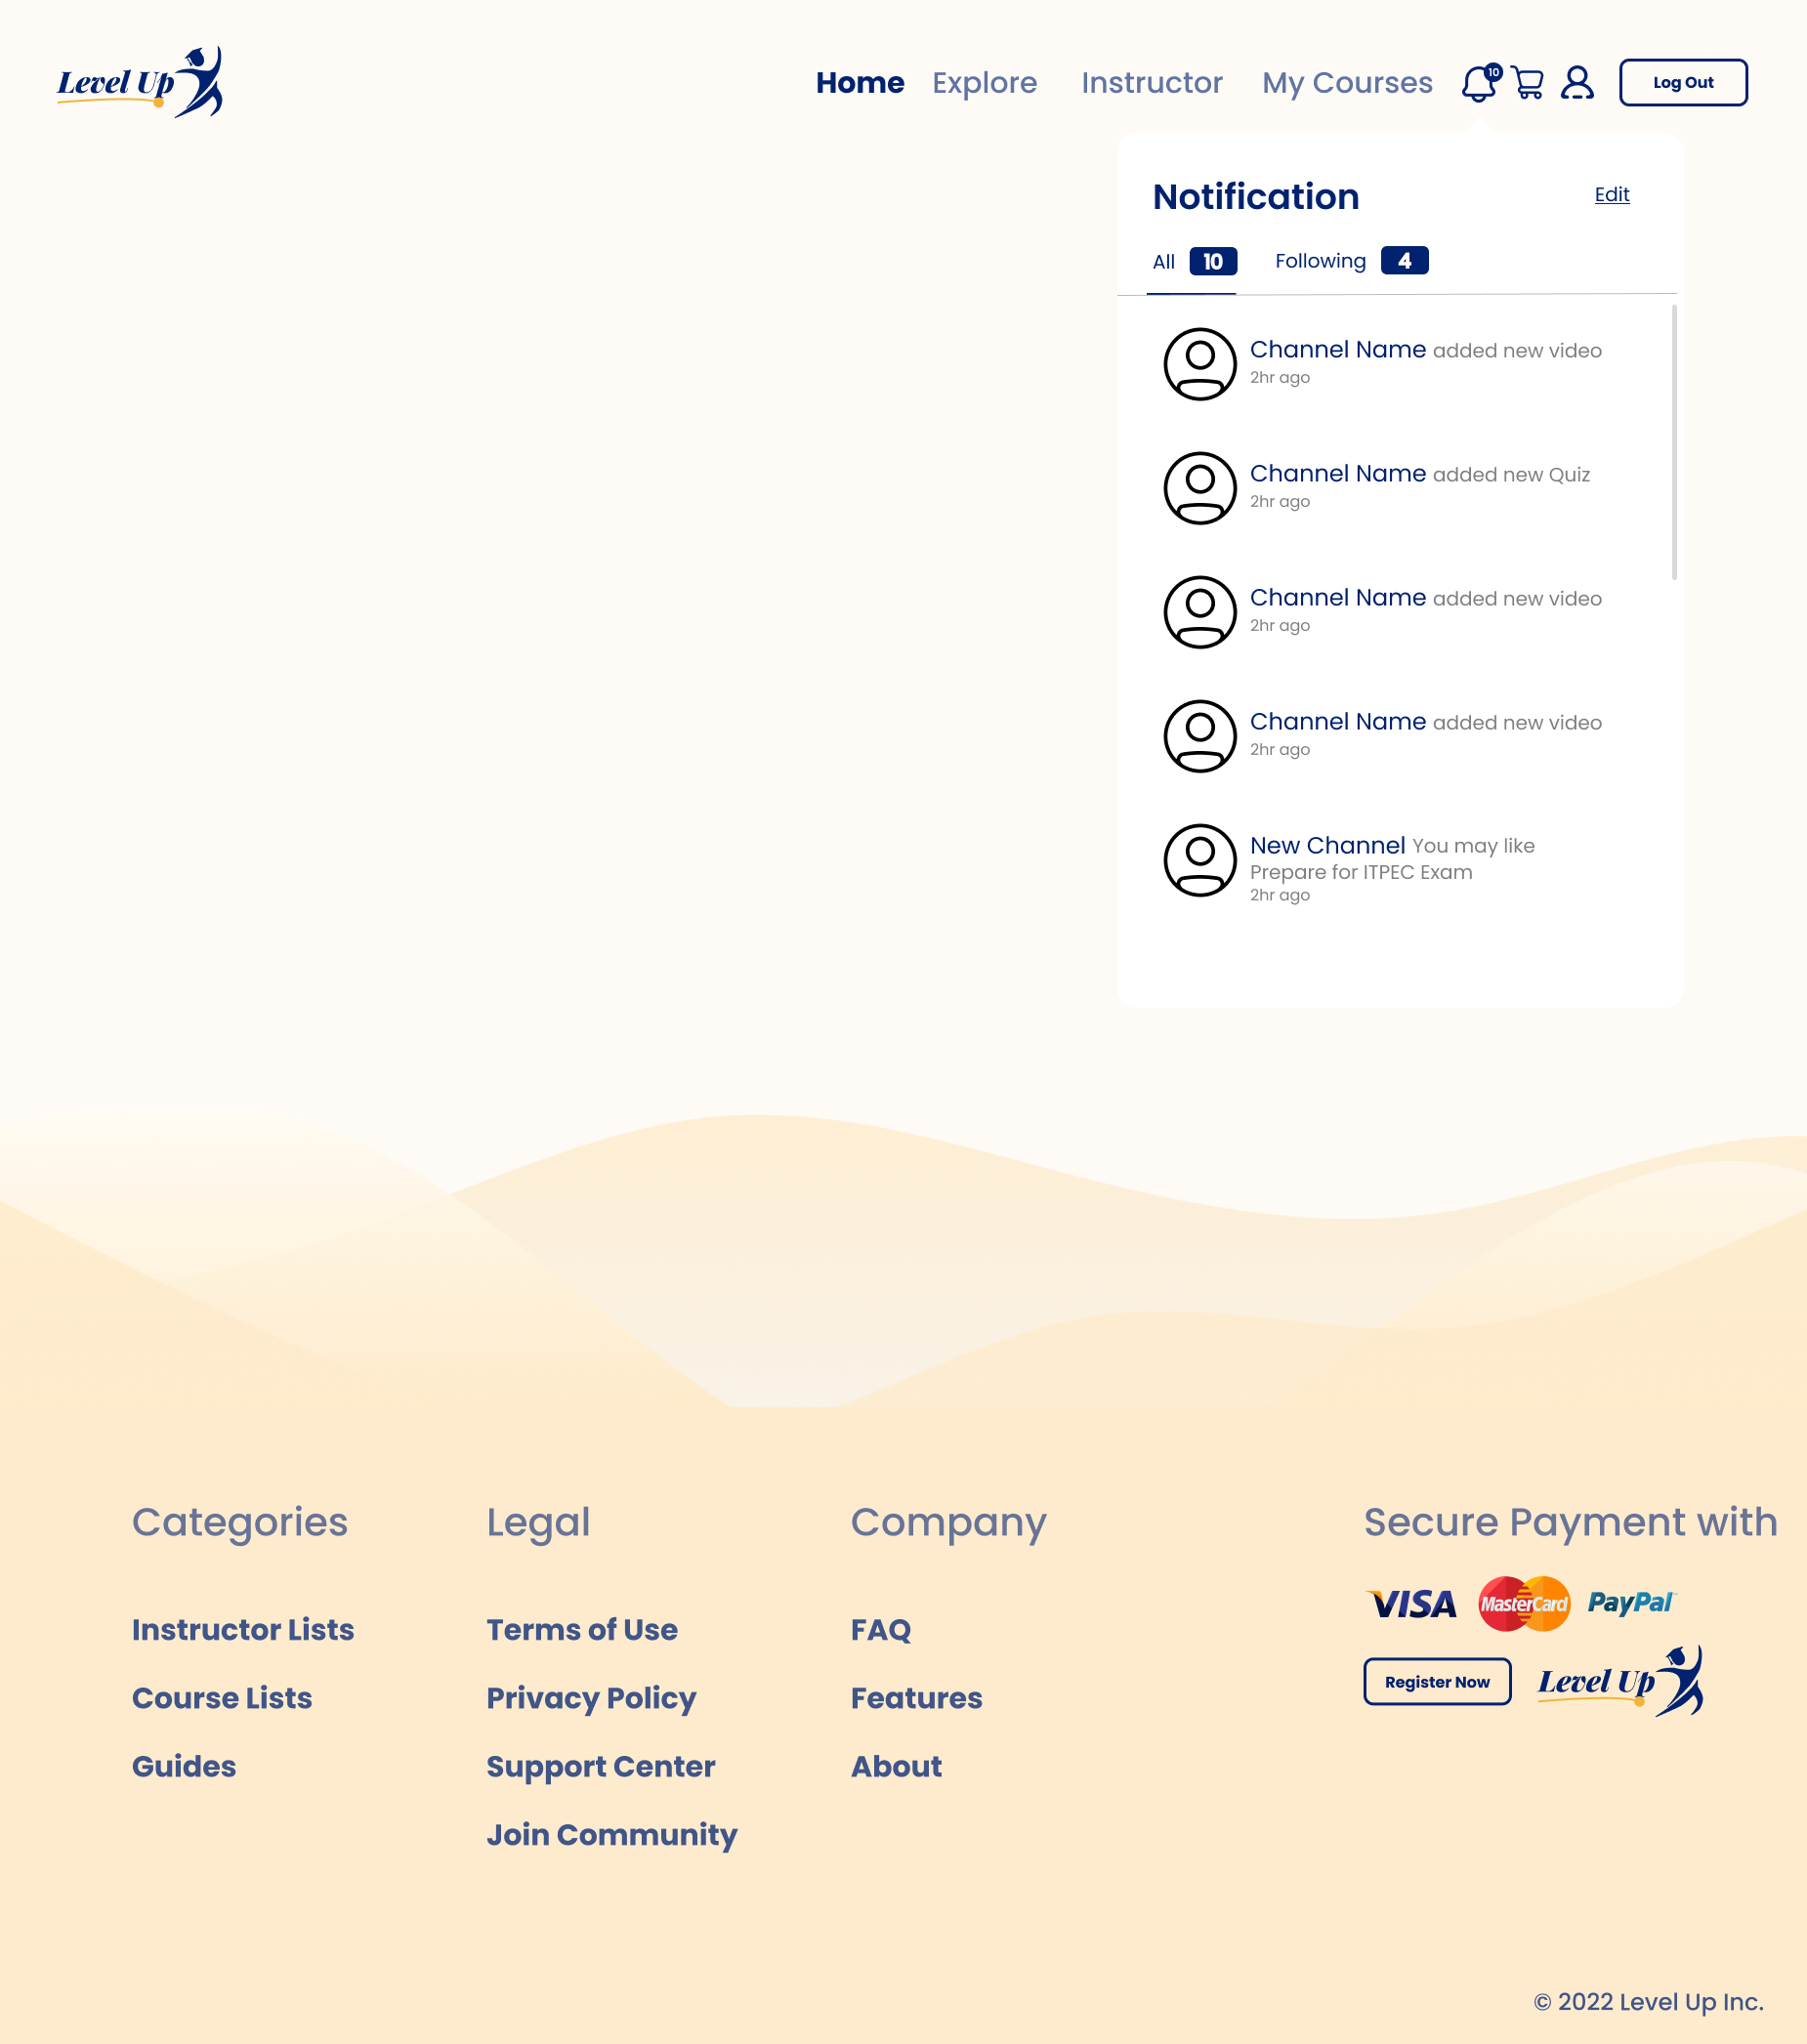 Level Up
Home Explore Instructor My Courses 10 Log Out
Notification Edit
All 10 Following 4
Channel Name added new video
2hr ago
Channel Name added new Quiz
2hr ago
Channel Name added new video
2hr ago
Channel Name added new video
2hr ago
New Channel You may like
Prepare for ITPEC Exam
2hr ago
Categories Legal Company Secure Payment with
VISA MasterCard PayPal
Instructor Lists Terms of Use FAQ
Register Now Level Up
Course Lists Privacy Policy Features
Guides Support Center About
Join Community
© 2022 Level Up Inc.